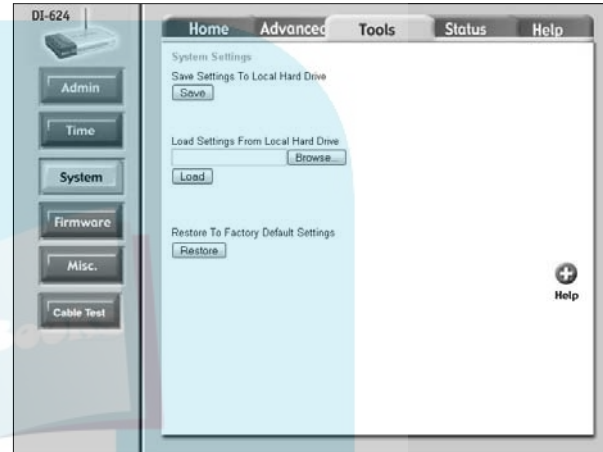 DI-624
Home Advanced Tools Status Help
Admin
Time
System
Firmware
Misc.
Cable Test
System Settings
Save Settings To Local Hard Drive
Save
Load Settings From Local Hard Drive
Browse...
Load
Restore To Factory Default Settings
Restore
Help